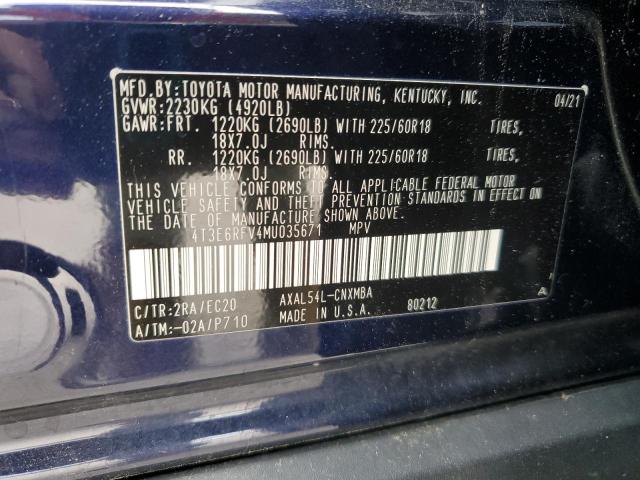 MFD.BY:TOYOTA MOTOR MANUFACTURING, KENTUCKY, INC. 04/21
GVWR:2230KG (4920LB)
GAWR:FRT. 1220KG (2690LB) WITH 225/60R18 TIRES,
18X7.0J RIMS.
RR. 1220KG (2690LB) WITH 225/60R18 TIRES,
18X7.0J RIMS.
THIS VEHICLE CONFORMS TO ALL APPLICABLE FEDERAL MOTOR
VEHICLE SAFETY AND THEFT PREVENTION STANDARDS IN EFFECT ON
THE DATE OF MANUFACTURE SHOWN ABOVE.
4T3E6RFV4MU035671 MPV
C/TR:2RA/EC20 AXAL54L-CNXMBA
A/TM:-02A/P710 MADE IN U.S.A. 80212 A